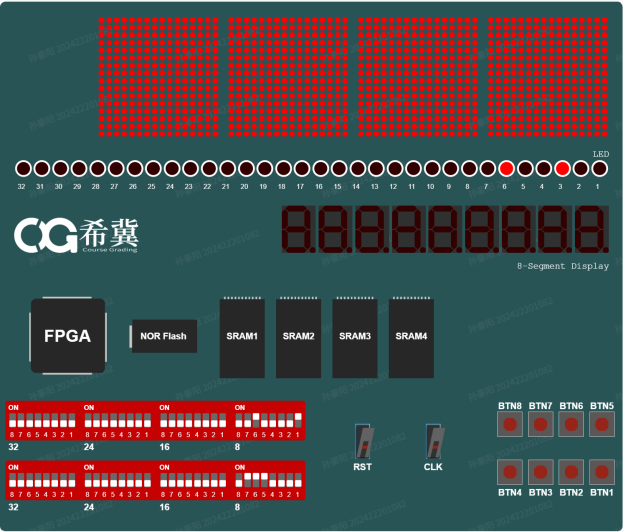 LED
32 31 30 29 28 27 26 25 24 23 22 21 20 19 18 17 16 15 14 13 12 11 10 9 8 7 6 5 4 3 2 1
CG 希冀
Course Grading
8-Segment Display
FPGA
NOR Flash
SRAM1
SRAM2
SRAM3
SRAM4
ON ON ON ON
8 7 6 5 4 3 2 1 8 7 6 5 4 3 2 1 8 7 6 5 4 3 2 1 8 7 6 5 4 3 2 1
32 24 16 8
ON ON ON ON
8 7 6 5 4 3 2 1 8 7 6 5 4 3 2 1 8 7 6 5 4 3 2 1 8 7 6 5 4 3 2 1
32 24 16 8
RST
CLK
BTN8 BTN7 BTN6 BTN5
BTN4 BTN3 BTN2 BTN1